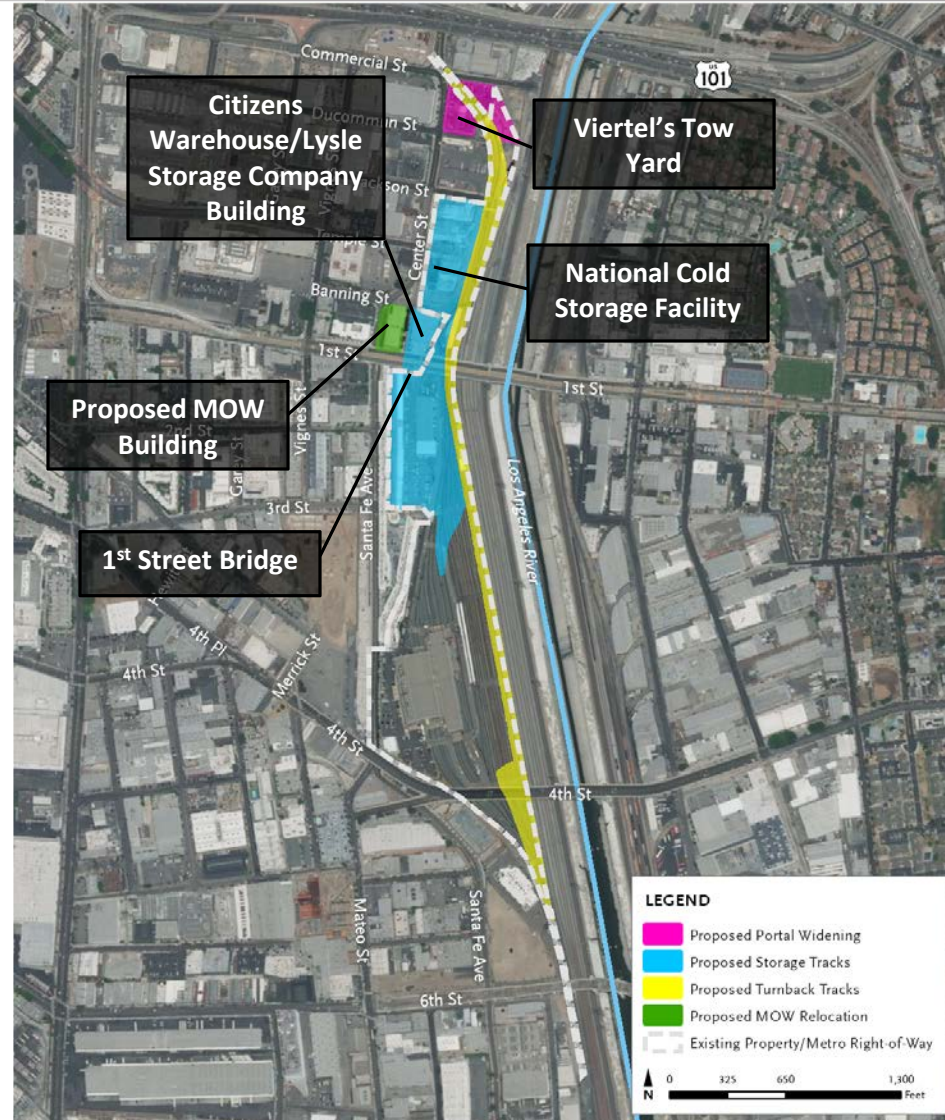 Commercial St
US
101
Citizens
Warehouse/Lysle
Storage Company
Building
Viertel's Tow
Yard
Ducommun St
Jackson St
Temple St
Center St
National Cold
Storage Facility
Banning St
1st St
1st St
Proposed MOW
Building
Vignes St
2nd St
Garey St
3rd St
Santa Fe Ave
Los Angeles River
1st Street Bridge
4th Pl
4th St
Merrick St
4th St
4th St
Mateo St
Santa Fe Ave
6th St
LEGEND
Proposed Portal Widening
Proposed Storage Tracks
Proposed Turnback Tracks
Proposed MOW Relocation
Existing Property/Metro Right-of-Way
N
0 325 650 1,300
Feet